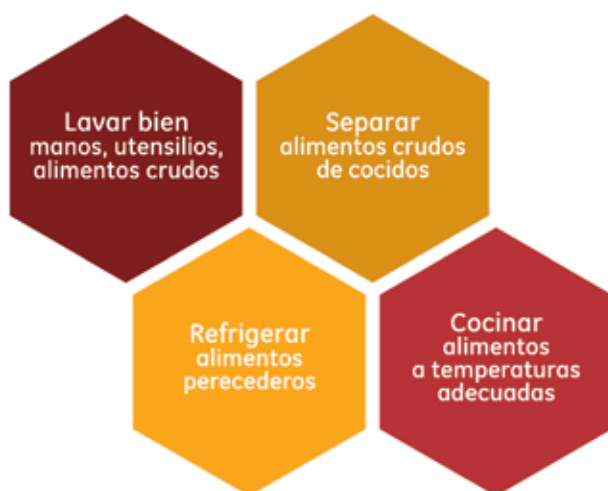 Lavar bien
manos, utensilios,
alimentos crudos
Separar
alimentos crudos
de cocidos
Refrigerar
alimentos
perecederos
Cocinar
alimentos
a temperaturas
adecuadas